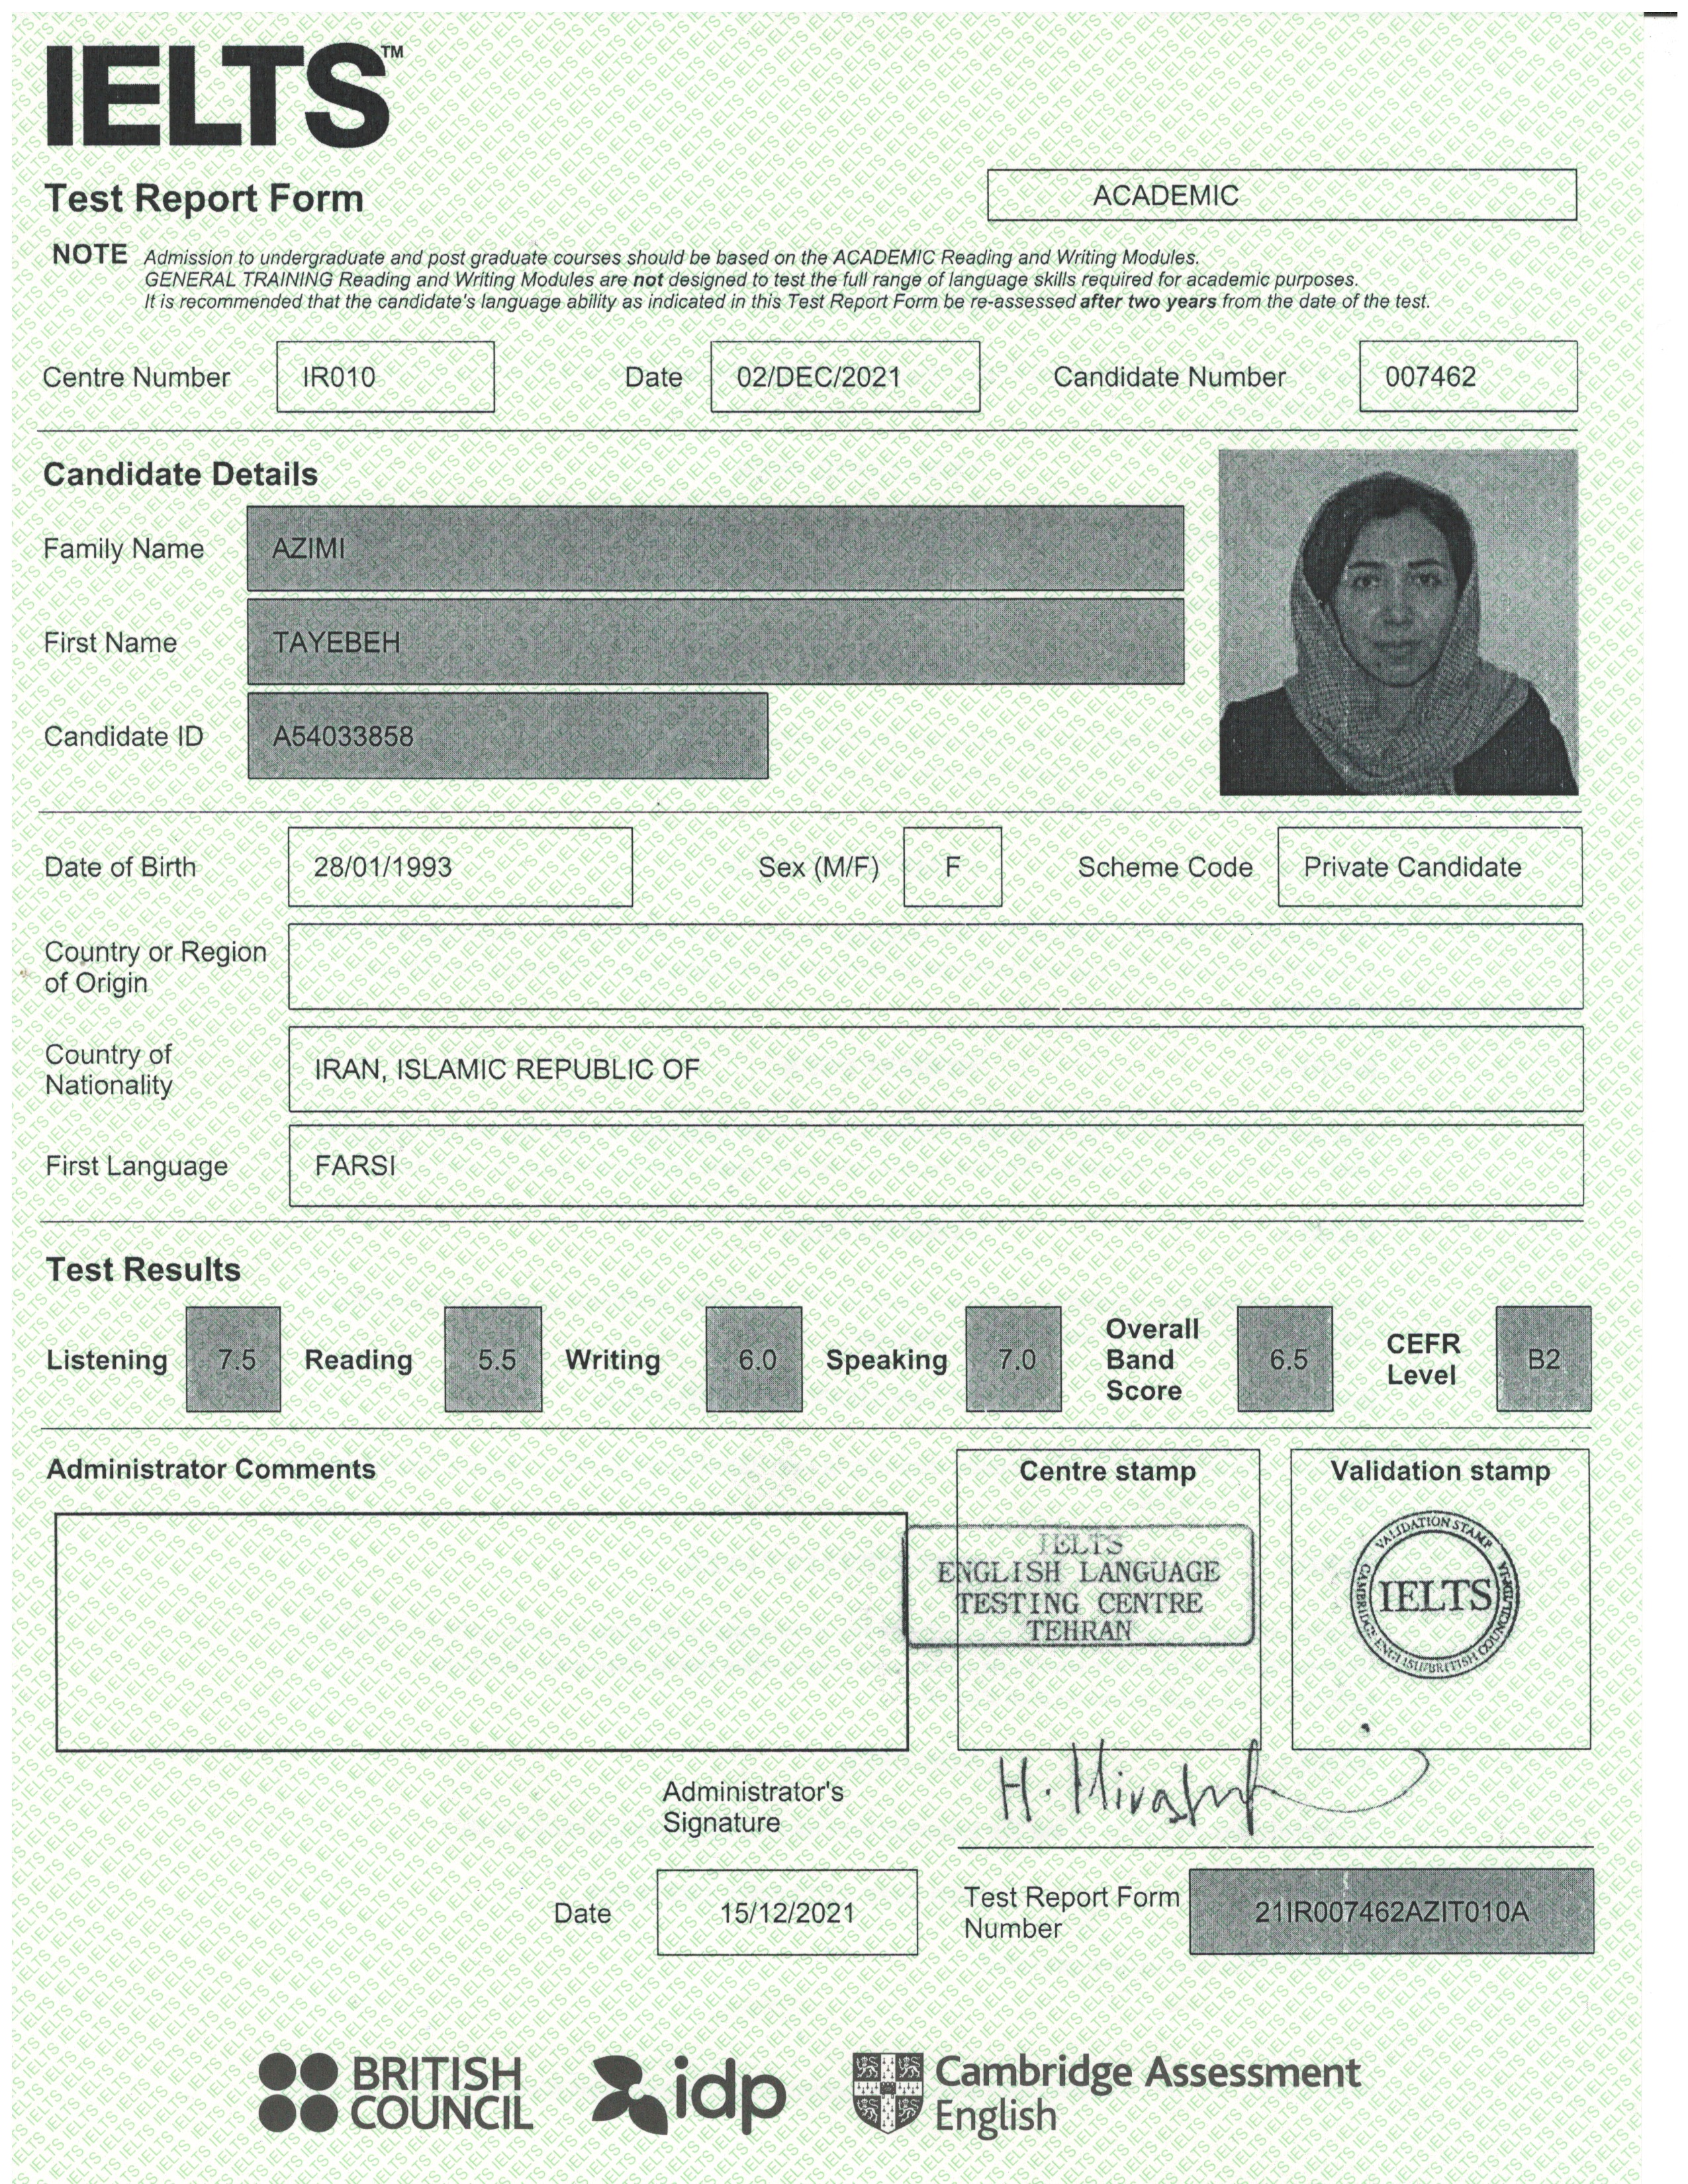 IELTS™
Test Report Form
ACADEMIC
NOTE Admission to undergraduate and post graduate courses should be based on the ACADEMIC Reading and Writing Modules.
GENERAL TRAINING Reading and Writing Modules are not designed to test the full range of language skills required for academic purposes.
It is recommended that the candidate's language ability as indicated in this Test Report Form be re-assessed after two years from the date of the test.
Centre Number IR010 Date 02/DEC/2021 Candidate Number 007462
Candidate Details
Family Name AZIMI
First Name TAYEBEH
Candidate ID A54033858
Date of Birth 28/01/1993 Sex (M/F) F Scheme Code Private Candidate
Country or Region
of Origin
Country of
Nationality
IRAN, ISLAMIC REPUBLIC OF
First Language FARSI
Test Results
Listening 7.5 Reading 5.5 Writing 6.0 Speaking 7.0 Overall Band Score 6.5 CEFR Level B2
Administrator Comments
Centre stamp
IELTS
ENGLISH LANGUAGE
TESTING CENTRE
TEHRAN
Validation stamp
VALIDATION STAMP
CAMBRIDGE ENGLISH/BRITISH COUNCIL/IDP:IA
IELTS
Administrator's
Signature
Date 15/12/2021
Test Report Form
Number
21IR007462AZIT010A
BRITISH
COUNCIL
idp
Cambridge Assessment
English